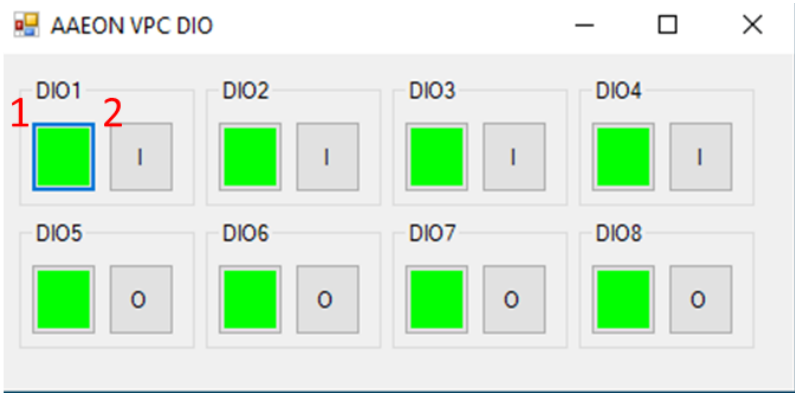 AAEON VPC DIO
DIO1 DIO2 DIO3 DIO4
1 2
I I I I
DIO5 DIO6 DIO7 DIO8
O O O O